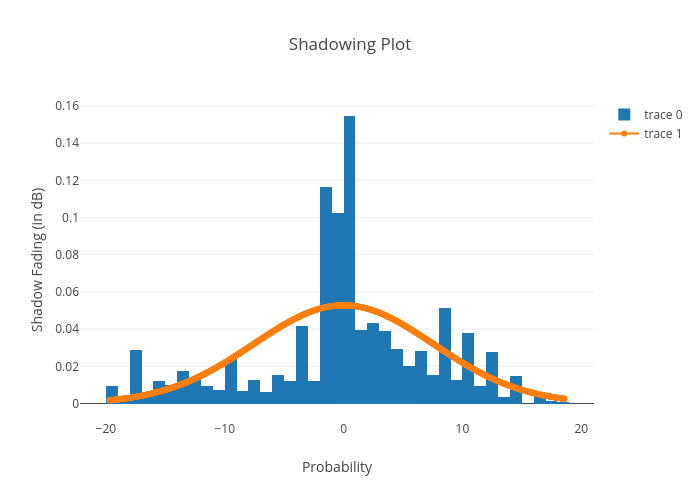 Shadowing Plot
trace 0
trace 1
Shadow Fading (in dB)
0.16
0.14
0.12
0.1
0.08
0.06
0.04
0.02
0
−20
−10
0
10
20
Probability